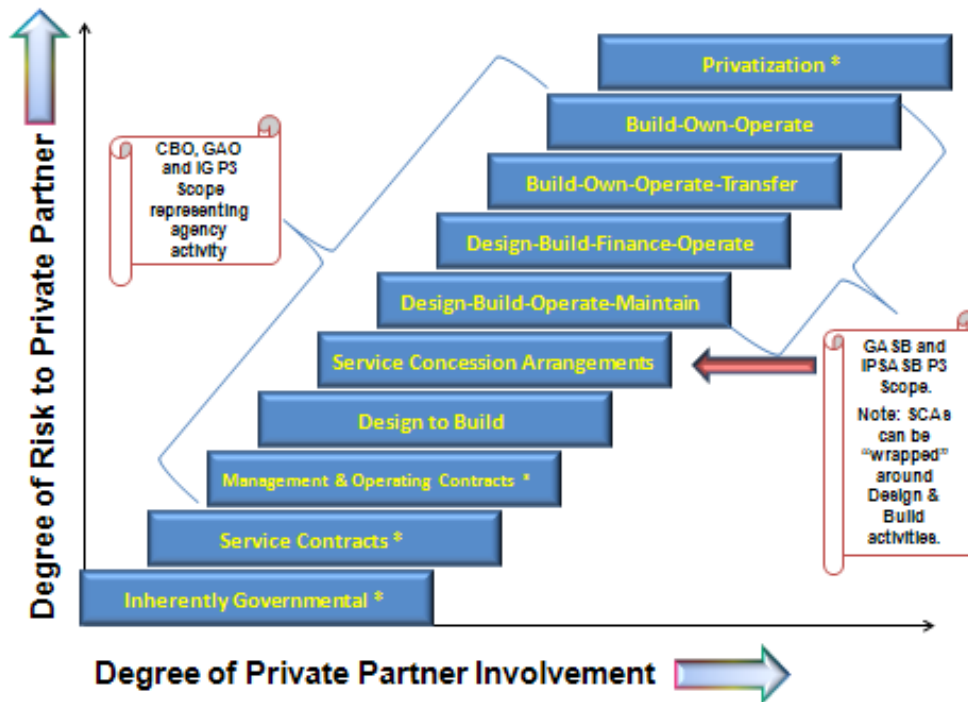 Degree of Risk to Private Partner
Privatization *
Build-Own-Operate
Build-Own-Operate-Transfer
Design-Build-Finance-Operate
Design-Build-Operate-Maintain
Service Concession Arrangements
Design to Build
Management & Operating Contracts *
Service Contracts *
Inherently Governmental *
CBO, GAO
and IG P3
Scope
representing
agency
activity
GASB and
IPSASB P3
Scope.
Note: SCAs
can be
“wrapped”
around
Design &
Build
activities.
Degree of Private Partner Involvement